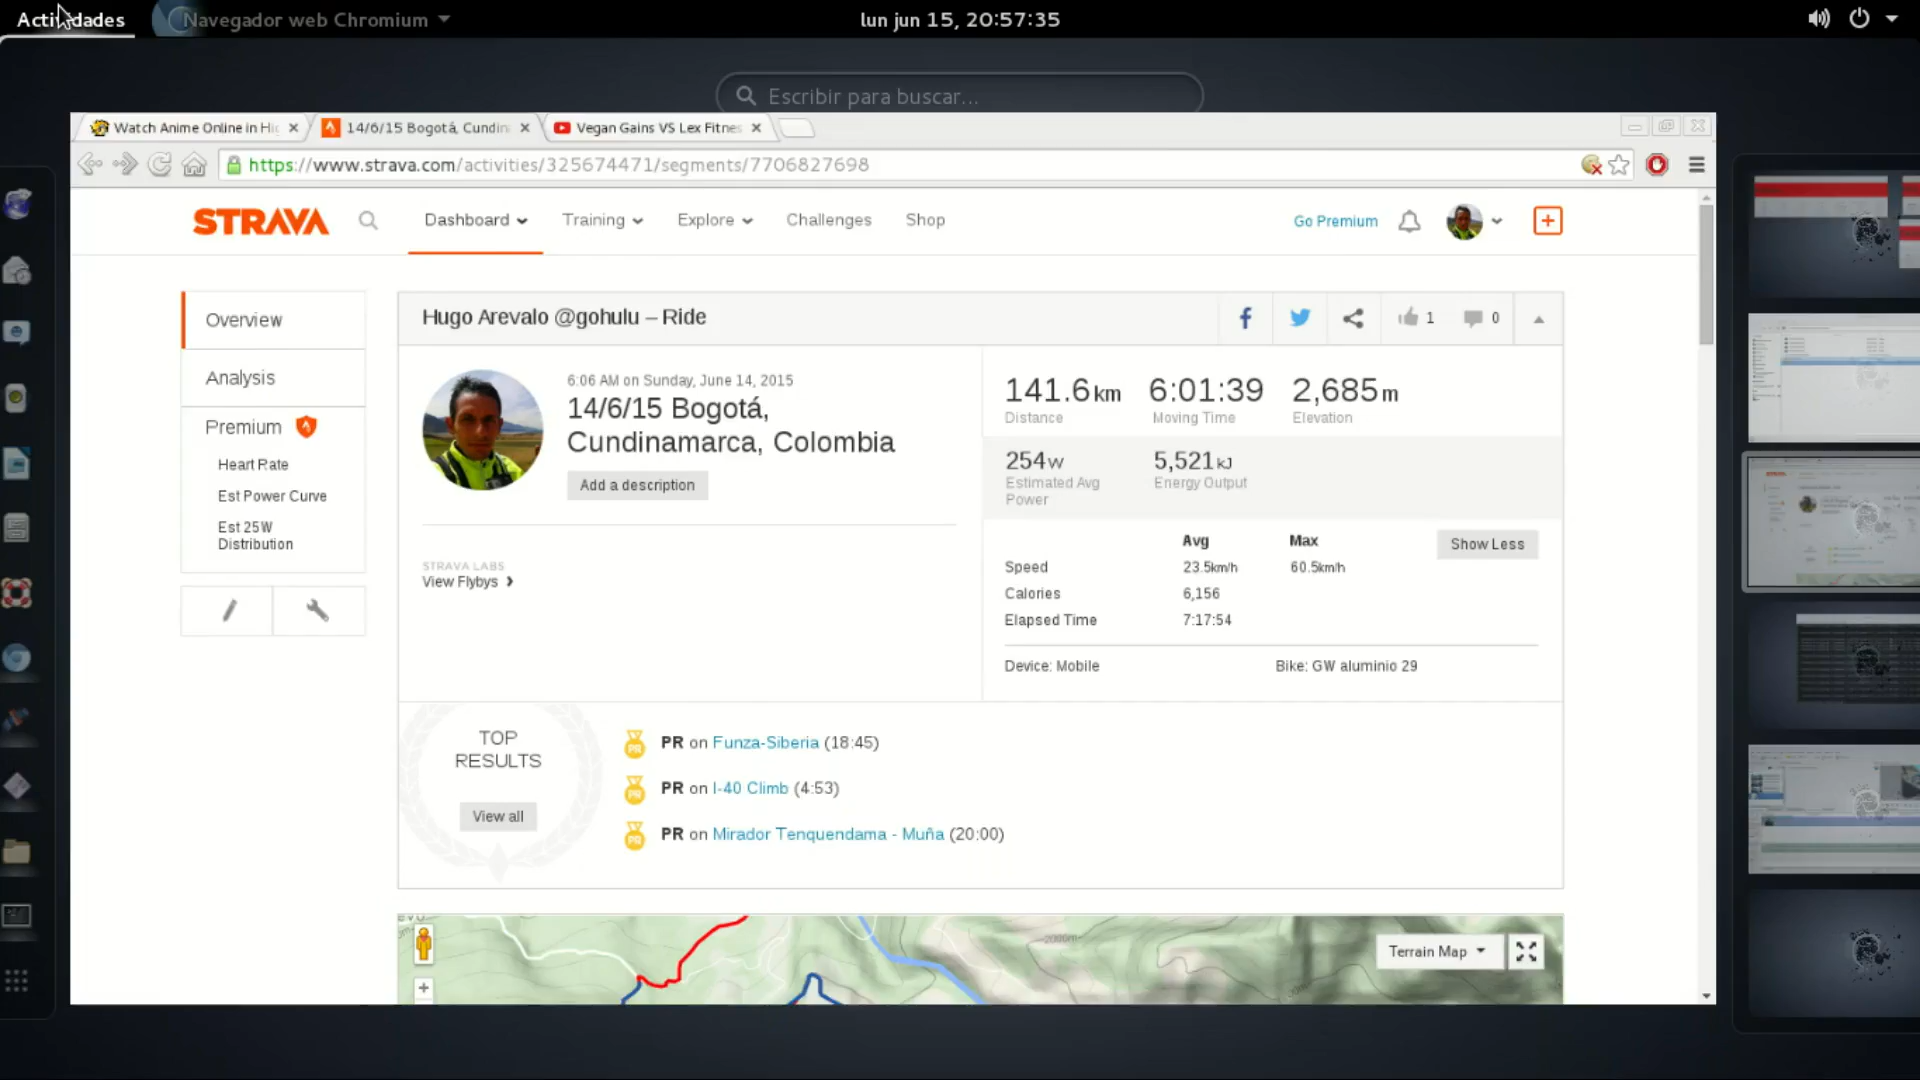 Actividades
Navegador web Chromium
lun jun 15, 20:57:35
Escribir para buscar...
Watch Anime Online in Hi
14/6/15 Bogotá, Cundin
Vegan Gains VS Lex Fitnes
https://www.strava.com/activities/325674471/segments/7706827698
STRAVA
Dashboard
Training
Explore
Challenges
Shop
Go Premium
Overview
Analysis
Premium
Heart Rate
Est Power Curve
Est 25W
Distribution
Hugo Arevalo @gohulu – Ride
1
0
6:06 AM on Sunday, June 14, 2015
14/6/15 Bogotá,
Cundinamarca, Colombia
Add a description
STRAVA LABS
View Flybys
141.6km
6:01:39
2,685m
Distance
Moving Time
Elevation
254W
5,521kJ
Estimated Avg
Power
Energy Output
Avg
Max
Show Less
Speed
23.5km/h
60.5km/h
Calories
6,156
Elapsed Time
7:17:54
Device: Mobile
Bike: GW aluminio 29
TOP
RESULTS
View all
PR on Funza-Siberia (18:45)
PR on I-40 Climb (4:53)
PR on Mirador Tenquendama - Muña (20:00)
Terrain Map